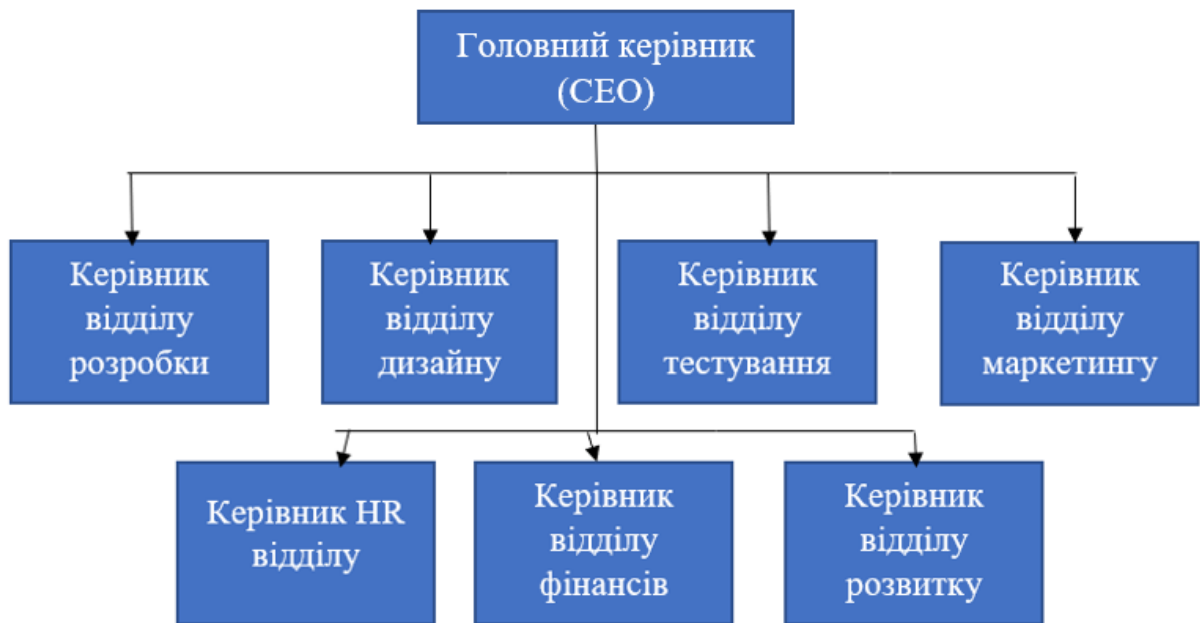 Головний керівник
(CEO)
Керівник
відділу
розробки
Керівник
відділу
дизайну
Керівник
відділу
тестування
Керівник
відділу
маркетингу
Керівник HR
відділу
Керівник
відділу
фінансів
Керівник
відділу
розвитку